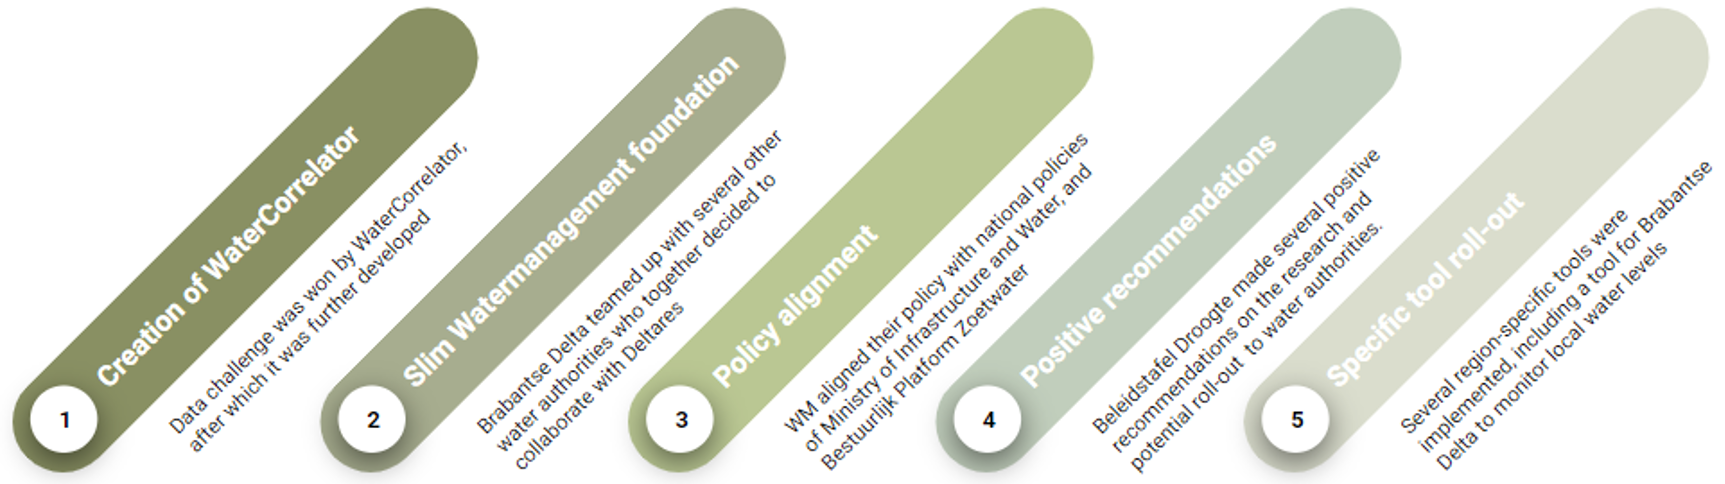 1
Creation of WaterCorrelator
Data challenge was won by WaterCorrelator,
after which it was further developed
2
Slim Watermanagement foundation
Brabantse Delta teamed up with several other
water authorities who together decided to
collaborate with Deltares
3
Policy alignment
WM aligned their policy with national policies
of Ministry of Infrastructure and Water, and
Bestuurlijk Platform Zoetwater
4
Positive recommendations
Beleidstafel Droogte made several positive
recommendations on the research and
potential roll-out to water authorities.
5
Specific tool roll-out
Several region-specific tools were
implemented, including a tool for Brabantse
Delta to monitor local water levels